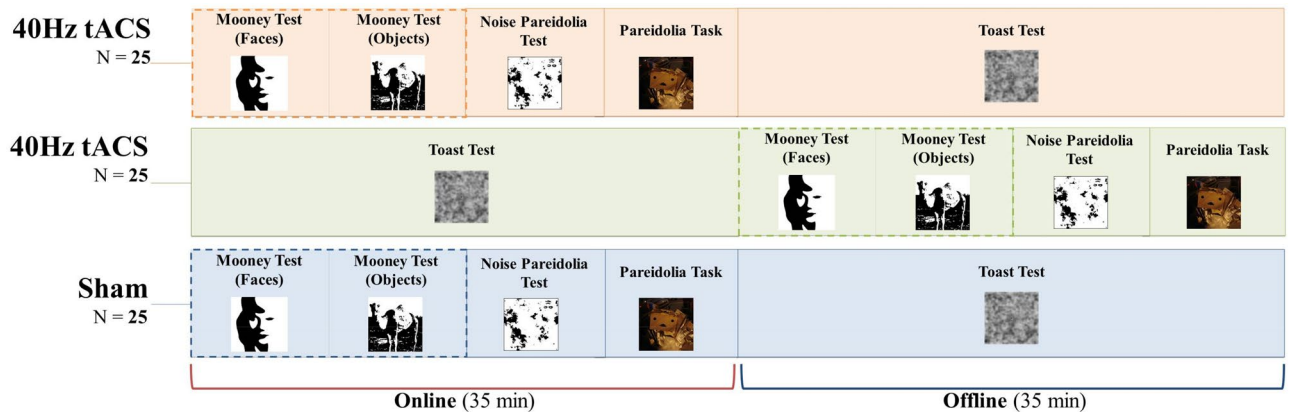 40Hz tACS
N = 25
Mooney Test
(Faces)
Mooney Test
(Objects)
Noise Pareidolia
Test
Pareidolia Task
Toast Test
40Hz tACS
N = 25
Toast Test
Mooney Test
(Faces)
Mooney Test
(Objects)
Noise Pareidolia
Test
Pareidolia Task
Sham
N = 25
Mooney Test
(Faces)
Mooney Test
(Objects)
Noise Pareidolia
Test
Pareidolia Task
Toast Test
Online (35 min)
Offline (35 min)